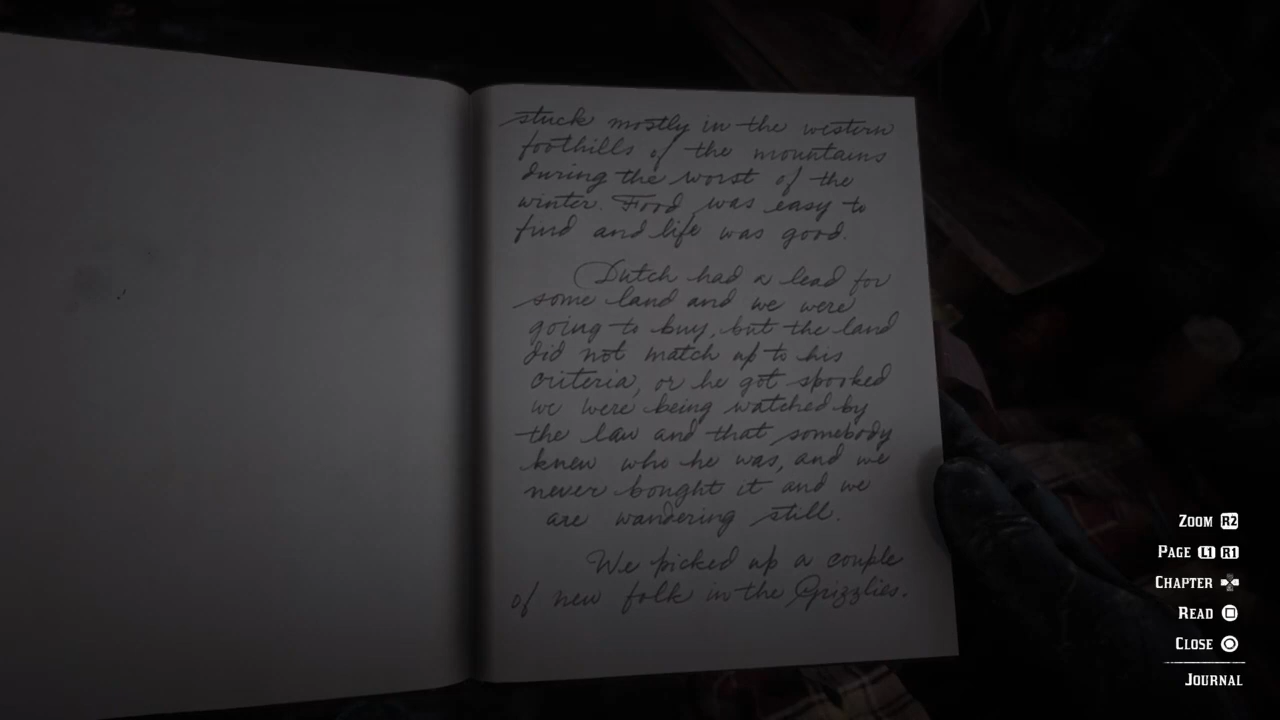 stuck mostly in the western
foothills of the mountains
during the worst of the
winter. Food was easy to
find and life was good.
Dutch had a lead for
some land and we were
going to buy, but the land
did not match up to his
criteria, or he got spooked
we were being watched by
the law and that somebody
knew who he was, and we
never bought it and we
are wandering still.
We picked up a couple
of new folk in the Grizzlies.
ZOOM R2
PAGE L1 R1
CHAPTER
READ
CLOSE
JOURNAL